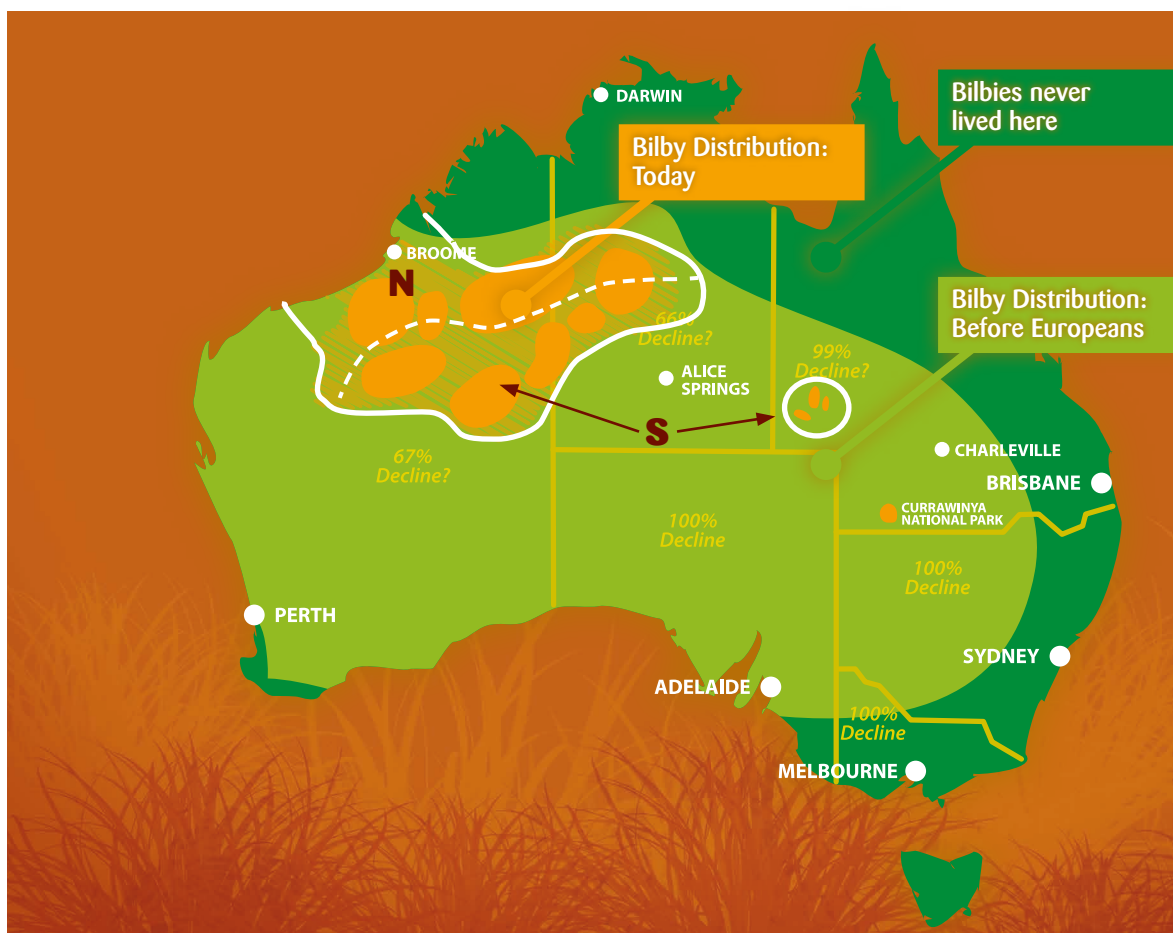 DARWIN
Bilbies never
lived here
Bilby Distribution:
Today
BROOME
N
Bilby Distribution:
Before Europeans
66%
Decline?
99%
Decline?
ALICE
SPRINGS
S
CHARLEVILLE
67%
Decline?
BRISBANE
CURRAWINYA
NATIONAL PARK
100%
Decline
100%
Decline
PERTH
SYDNEY
ADELAIDE
100%
Decline
MELBOURNE